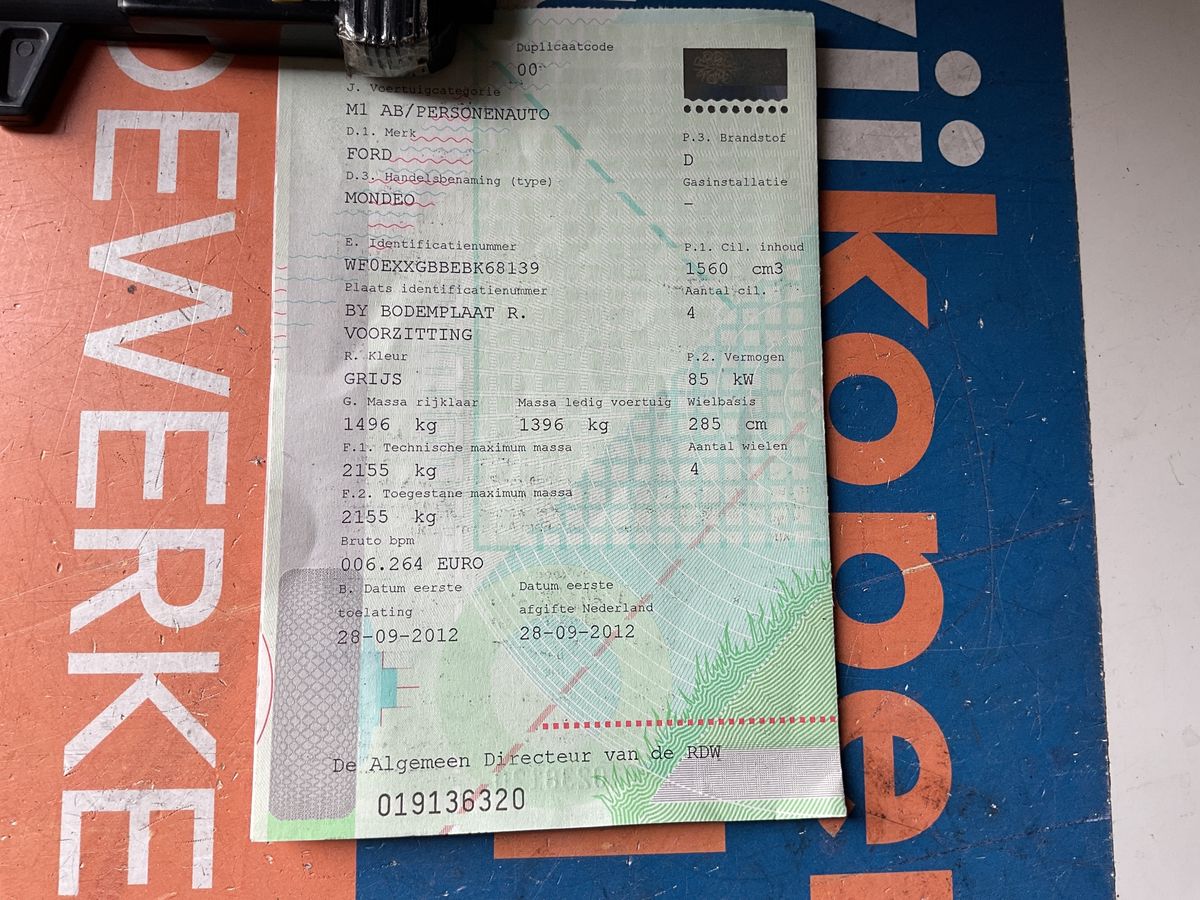 Duplicaatcode
00
J. Voertuigcategorie
M1 AB/PERSONENAUTO
D.1. Merk
P.3. Brandstof
FORD
D
D.3. Handelsbenaming (type)
Gasinstallatie
MONDEO
–
E. Identificatienummer
P.1. Cil. inhoud
WF0EXXGBBEBK68139
1560 cm3
Plaats identificatienummer
Aantal cil.
BY BODEMPLAAT R.
4
VOORZITTING
R. Kleur
P.2. Vermogen
GRIJS
85 kW
G. Massa rijklaar
Massa ledig voertuig
Wielbasis
1496 kg
1396 kg
285 cm
F.1. Technische maximum massa
Aantal wielen
2155 kg
4
F.2. Toegestane maximum massa
2155 kg
Bruto bpm
006.264 EURO
B. Datum eerste
Datum eerste
toelating
afgifte Nederland
28-09-2012
28-09-2012
De Algemeen Directeur van de RDW
019136320
DEWERKE
kope